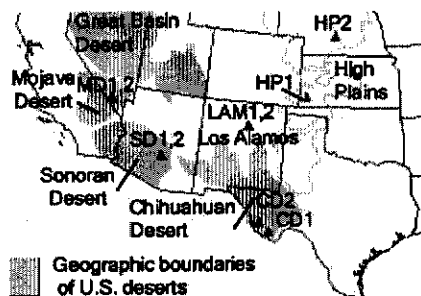 Great Basin
Desert
HP2
Mojave
Desert
MD1,2
HP1
High
Plains
LAM1,2
Los Alamos
SD1,2
Sonoran
Desert
Chihuahuan
Desert
CD2
CD1
Geographic boundaries
of U.S. deserts